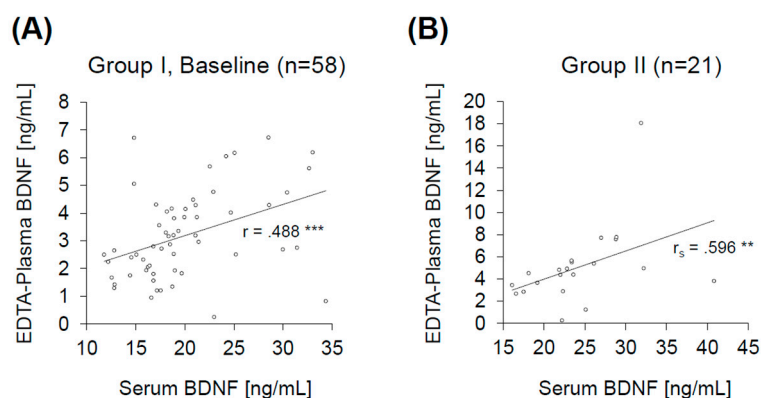 (A)
Group I, Baseline (n=58)
EDTA-Plasma BDNF [ng/mL]
8
7
6
5
4
3
2
1
0
r = .488 ***
10 15 20 25 30 35
Serum BDNF [ng/mL]
(B)
Group II (n=21)
EDTA-Plasma BDNF [ng/mL]
20
18
16
14
12
10
8
6
4
2
0
rs = .596 **
15 20 25 30 35 40 45
Serum BDNF [ng/mL]